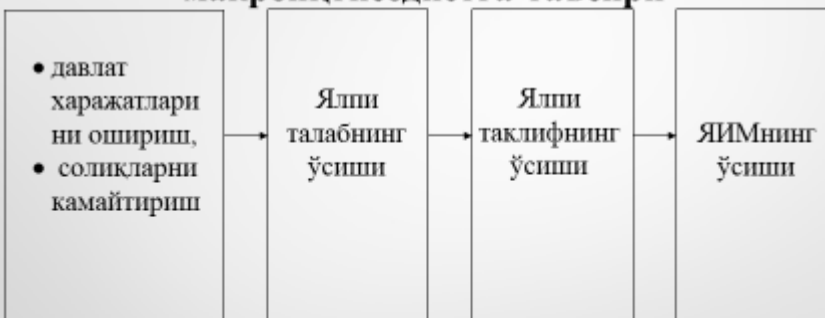 • давлат
харажатлари
ни ошириш,
• солиқларни
камайтириш
Ялпи
талабнинг
ўсиши
Ялпи
таклифнинг
ўсиши
ЯИМнинг
ўсиши